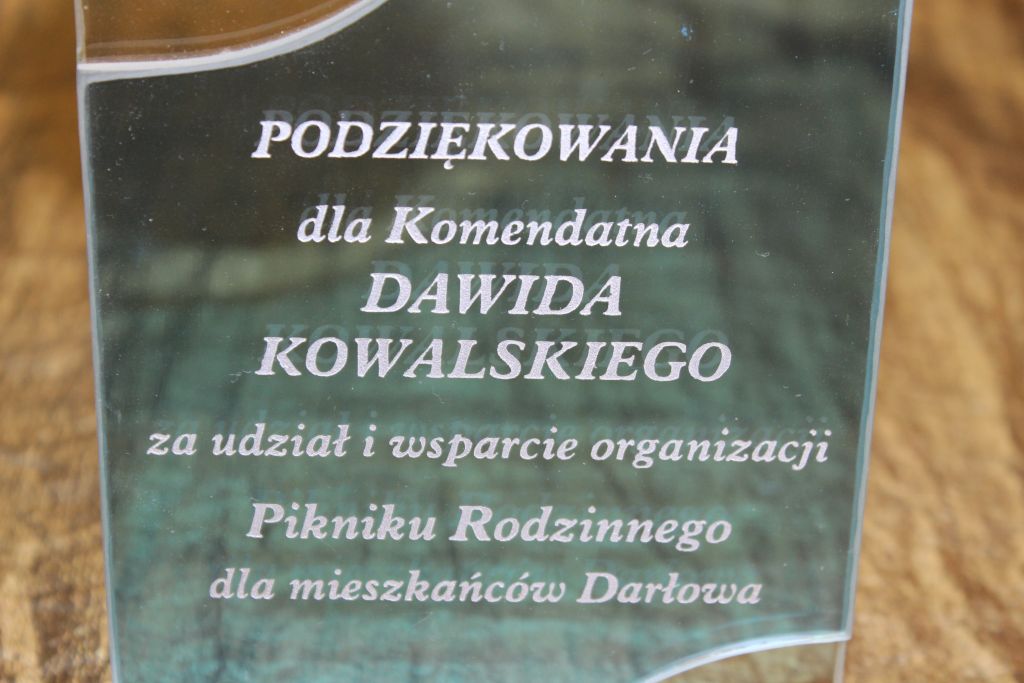 PODZIĘKOWANIA
dla Komendatna
DAWIDA
KOWALSKIEGO
za udział i wsparcie organizacji
Pikniku Rodzinnego
dla mieszkańców Darłowa